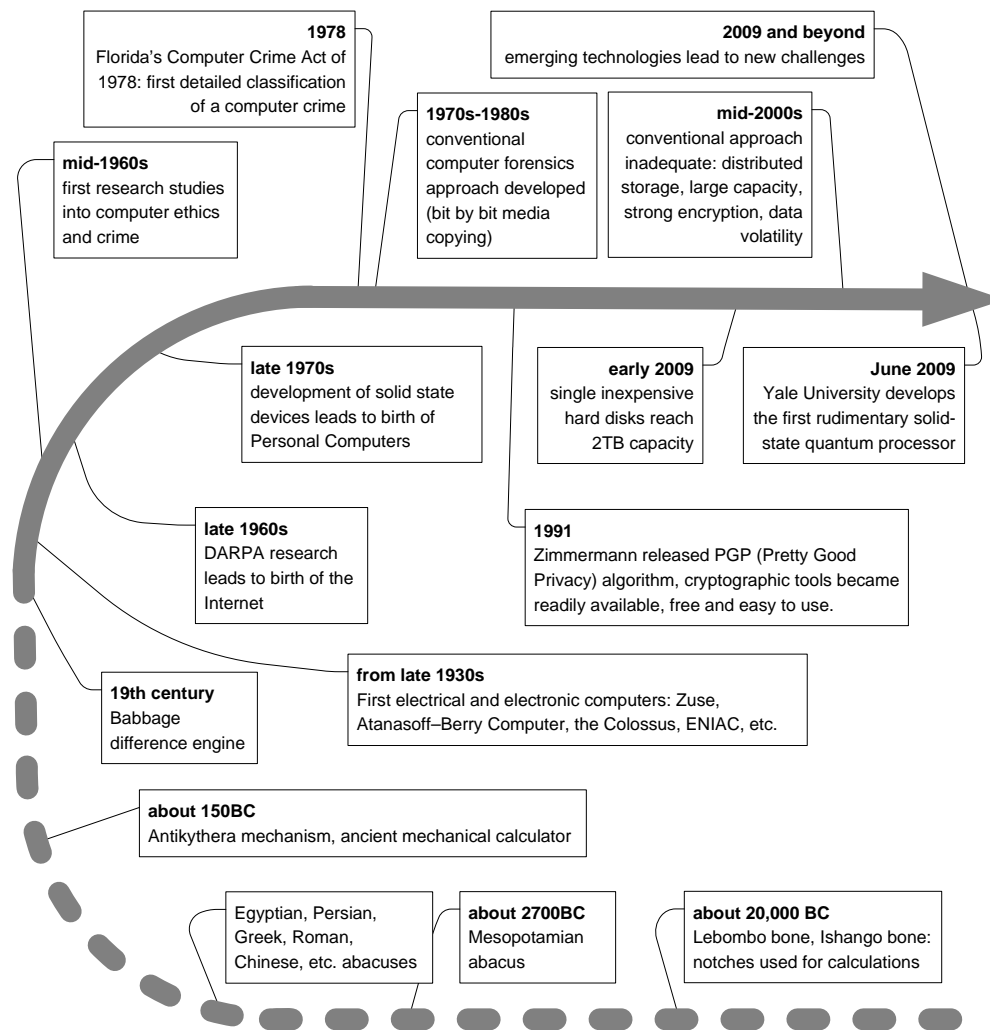 1978
Florida's Computer Crime Act of
1978: first detailed classification
of a computer crime
2009 and beyond
emerging technologies lead to new challenges
mid-1960s
first research studies
into computer ethics
and crime
1970s-1980s
conventional
computer forensics
approach developed
(bit by bit media
copying)
mid-2000s
conventional approach
inadequate: distributed
storage, large capacity,
strong encryption, data
volatility
late 1970s
development of solid state
devices leads to birth of
Personal Computers
early 2009
single inexpensive
hard disks reach
2TB capacity
June 2009
Yale University develops
the first rudimentary solid-
state quantum processor
late 1960s
DARPA research
leads to birth of the
Internet
1991
Zimmermann released PGP (Pretty Good
Privacy) algorithm, cryptographic tools became
readily available, free and easy to use.
19th century
Babbage
difference engine
from late 1930s
First electrical and electronic computers: Zuse,
Atanasoff–Berry Computer, the Colossus, ENIAC, etc.
about 150BC
Antikythera mechanism, ancient mechanical calculator
Egyptian, Persian,
Greek, Roman,
Chinese, etc. abacuses
about 2700BC
Mesopotamian
abacus
about 20,000 BC
Lebombo bone, Ishango bone:
notches used for calculations